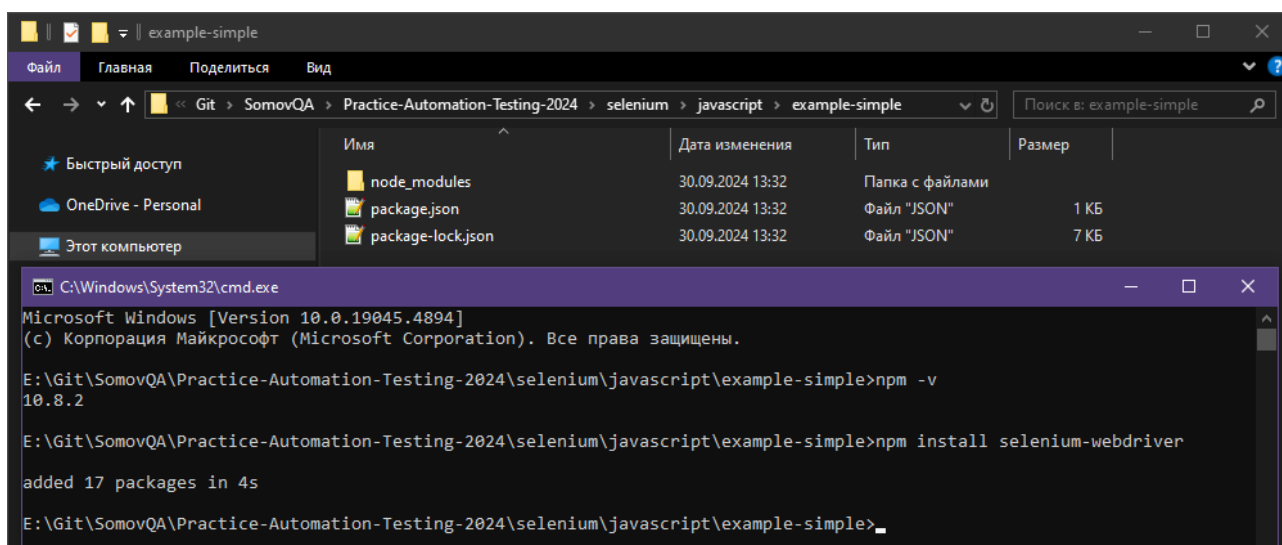 example-simple
Файл Главная Поделиться Вид
Git SomovQA Practice-Automation-Testing-2024 selenium javascript example-simple Поиск в: example-simple
Имя Дата изменения Тип Размер
Быстрый доступ
node_modules 30.09.2024 13:32 Папка с файлами
OneDrive - Personal package.json 30.09.2024 13:32 Файл "JSON" 1 КБ
Этот компьютер package-lock.json 30.09.2024 13:32 Файл "JSON" 7 КБ
C:\Windows\System32\cmd.exe
Microsoft Windows [Version 10.0.19045.4894]
(c) Корпорация Майкрософт (Microsoft Corporation). Все права защищены.
E:\Git\SomovQA\Practice-Automation-Testing-2024\selenium\javascript\example-simple>npm -v
10.8.2
E:\Git\SomovQA\Practice-Automation-Testing-2024\selenium\javascript\example-simple>npm install selenium-webdriver
added 17 packages in 4s
E:\Git\SomovQA\Practice-Automation-Testing-2024\selenium\javascript\example-simple>